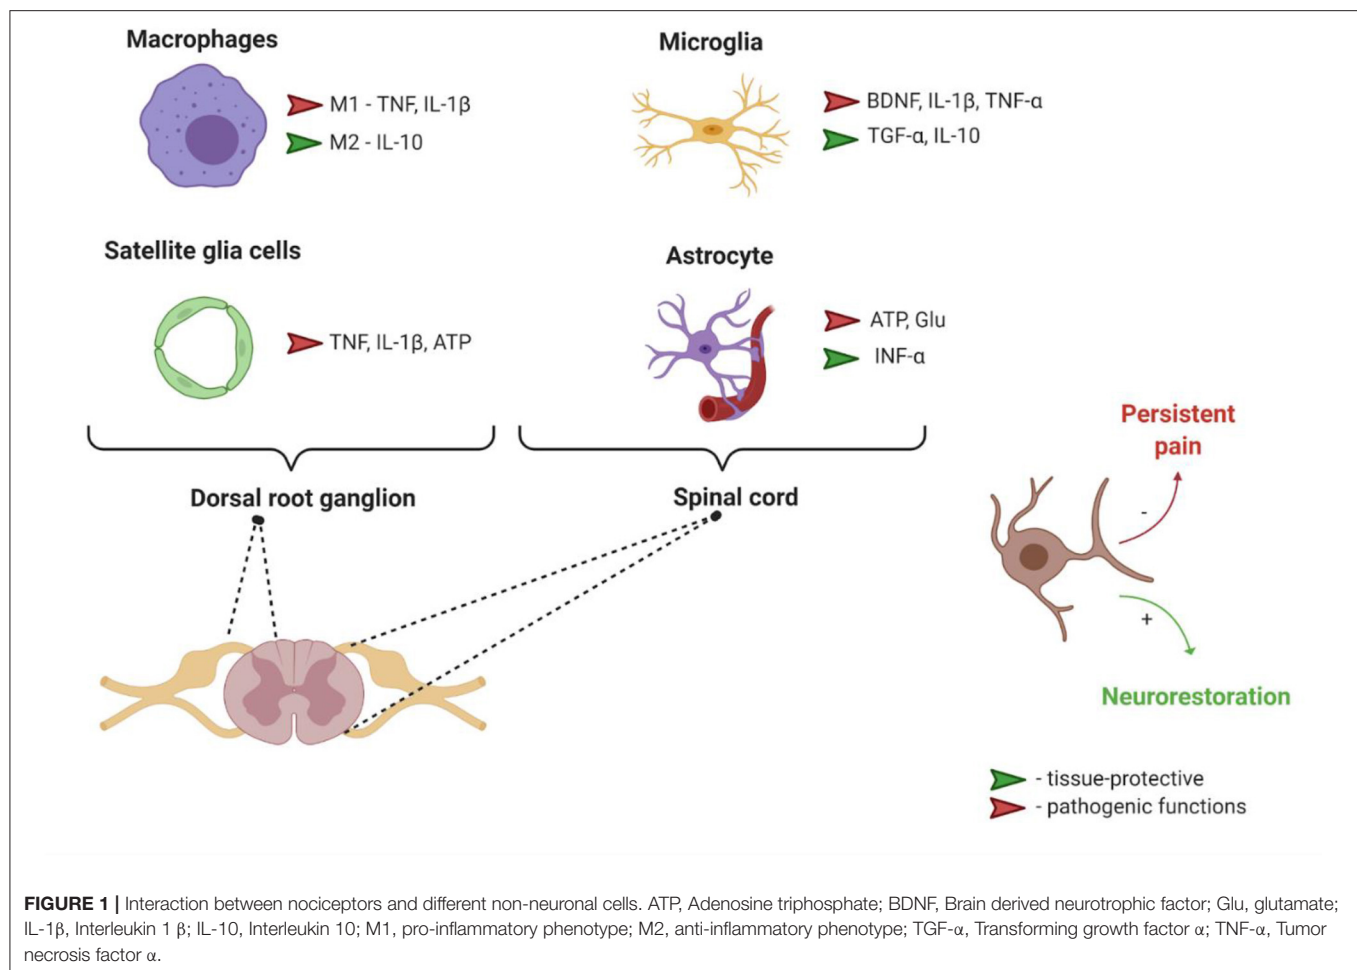 Macrophages
M1 - TNF, IL-1β
M2 - IL-10
Microglia
BDNF, IL-1β, TNF-α
TGF-α, IL-10
Satellite glia cells
TNF, IL-1β, ATP
Astrocyte
ATP, Glu
INF-α
Dorsal root ganglion
Spinal cord
Persistent
pain
-
+
Neurorestoration
- tissue-protective
- pathogenic functions
FIGURE 1 | Interaction between nociceptors and different non-neuronal cells. ATP, Adenosine triphosphate; BDNF, Brain derived neurotrophic factor; Glu, glutamate;
IL-1β, Interleukin 1 β; IL-10, Interleukin 10; M1, pro-inflammatory phenotype; M2, anti-inflammatory phenotype; TGF-α, Transforming growth factor α; TNF-α, Tumor
necrosis factor α.